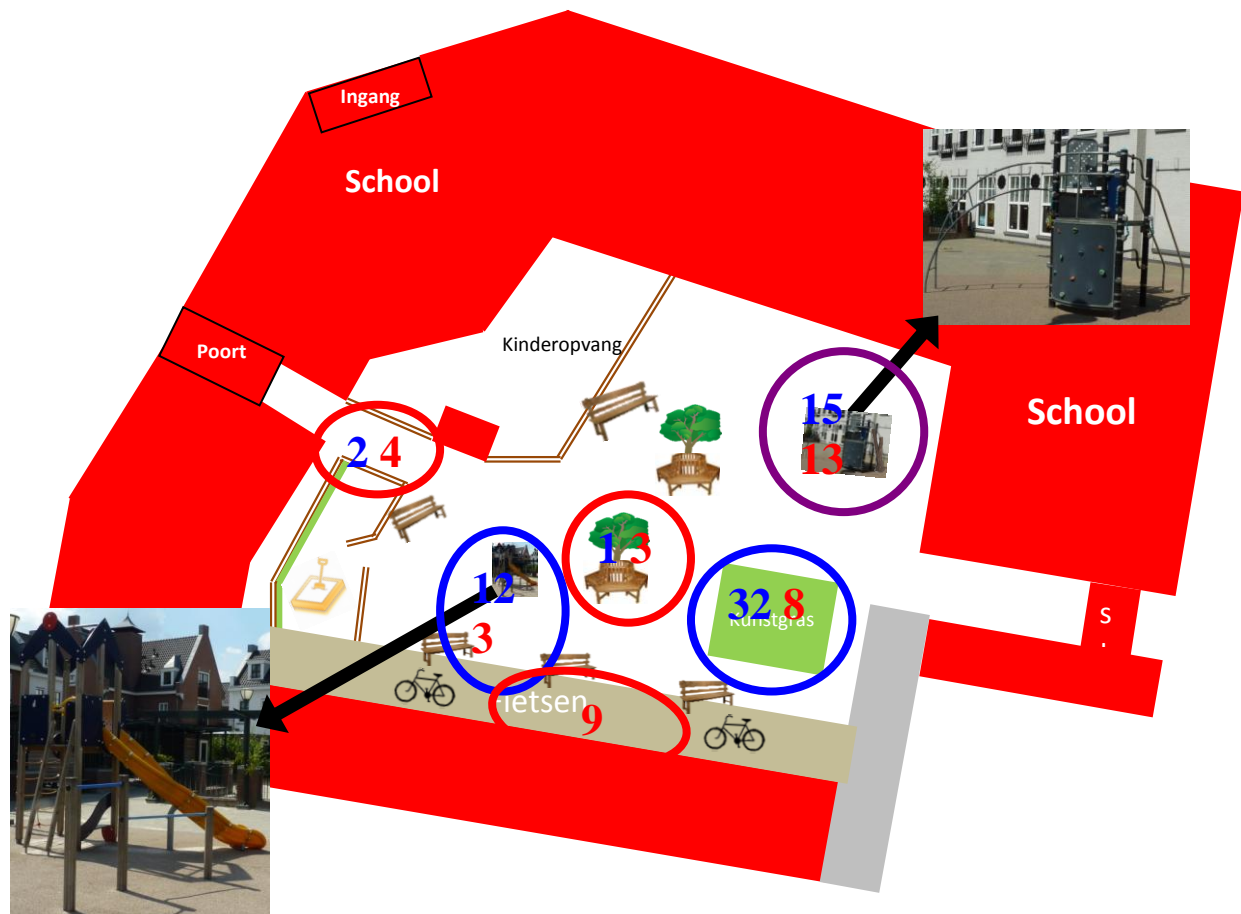 Ingang
School
Poort
Kinderopvang
School
15
13
2 4
1 3
12
3
32 8
Kunstgras
S
Fietsen
9